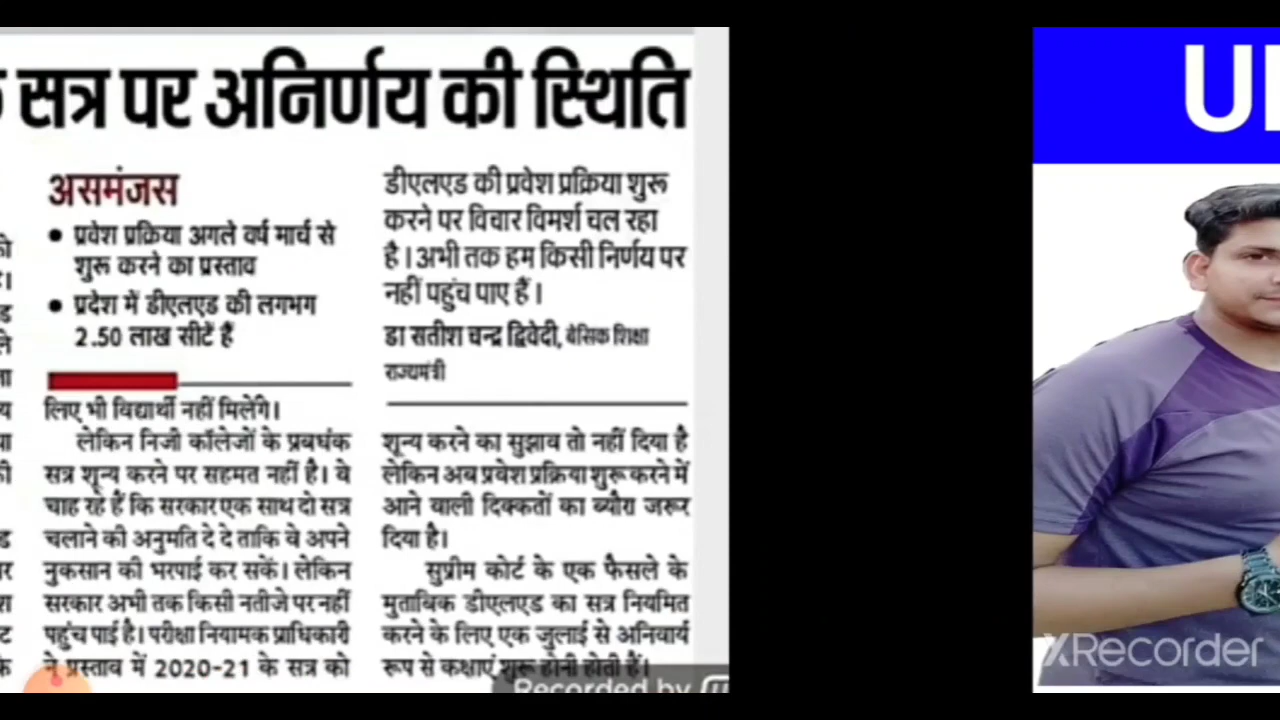 सत्र पर अनिर्णय की स्थिति
असमंजस
• प्रवेश प्रक्रिया अगले वर्ष मार्च से
शुरू करने का प्रस्ताव
• प्रदेश में डीएलएड की लगभग
2.50 लाख सीटें हैं
लिए भी विद्यार्थी नहीं मिलेंगे।
लेकिन निजी कॉलेजों के प्रबधंक
सत्र शून्य करने पर सहमत नहीं है। वे
चाह रहे हैं कि सरकार एक साथ दो सत्र
चलाने की अनुमति दे दे ताकि वे अपने
नुकसान की भरपाई कर सकें। लेकिन
सरकार अभी तक किसी नतीजे पर नहीं
पहुंच पाई है। परीक्षा नियामक प्राधिकारी
ने प्रस्ताव में 2020-21 के सत्र को
डीएलएड की प्रवेश प्रक्रिया शुरू
करने पर विचार विमर्श चल रहा
है। अभी तक हम किसी निर्णय पर
नहीं पहुंच पाए हैं।
डा सतीश चन्द्र द्विवेदी, बेसिक शिक्षा
राज्यमंत्री
शून्य करने का सुझाव तो नहीं दिया है
लेकिन अब प्रवेश प्रक्रिया शुरू करने में
आने वाली दिक्कतों का ब्यौरा जरूर
दिया है।
सुप्रीम कोर्ट के एक फैसले के
मुताबिक डीएलएड का सत्र नियमित
करने के लिए एक जुलाई से अनिवार्य
रूप से कक्षाएं शुरू होनी होती हैं।
Recorded by
XRecorder